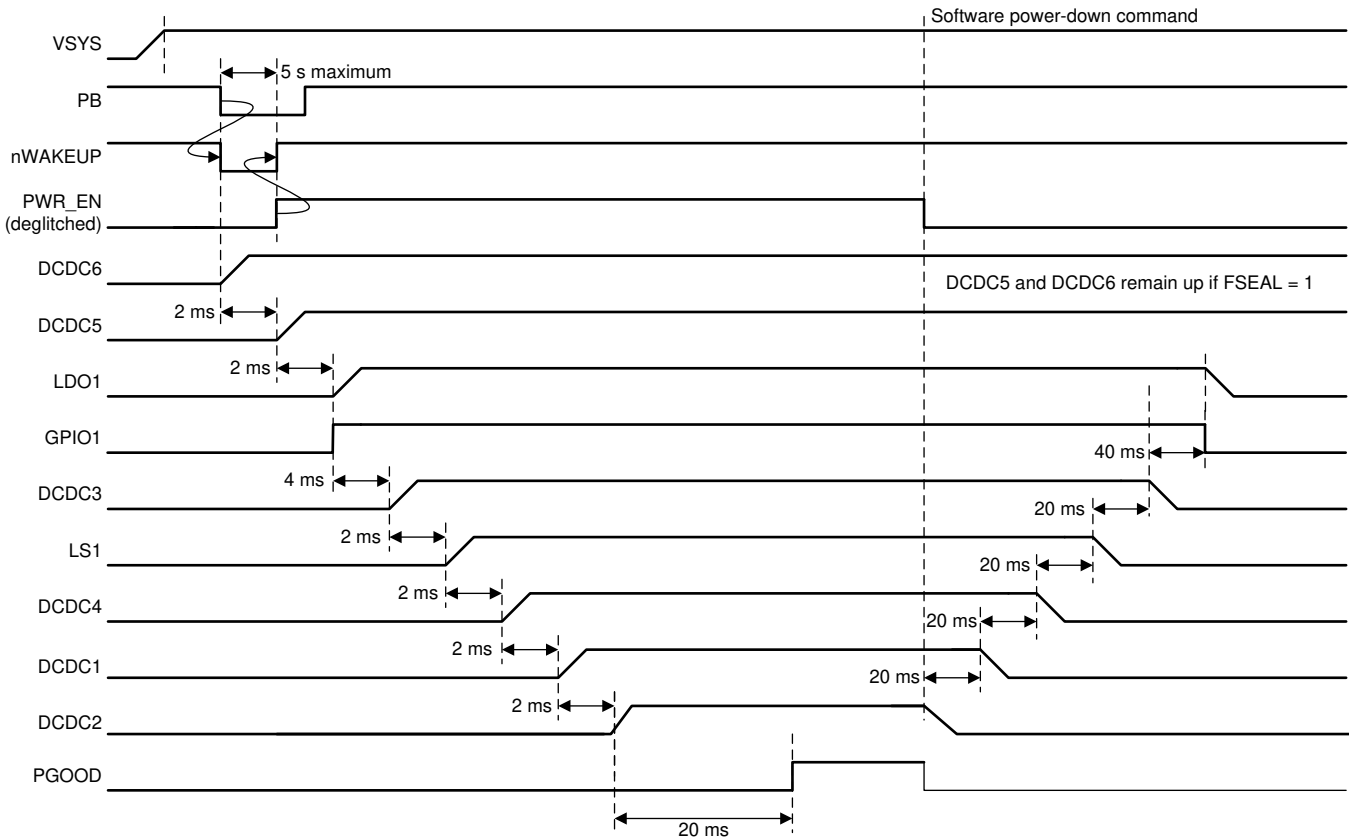 Software power-down command
VSYS
5 s maximum
PB
nWAKEUP
PWR_EN
(deglitched)
DCDC6
DCDC5 and DCDC6 remain up if FSEAL = 1
2 ms
DCDC5
2 ms
LDO1
GPIO1
40 ms
4 ms
DCDC3
20 ms
2 ms
LS1
20 ms
2 ms
DCDC4
20 ms
2 ms
DCDC1
20 ms
2 ms
DCDC2
PGOOD
20 ms